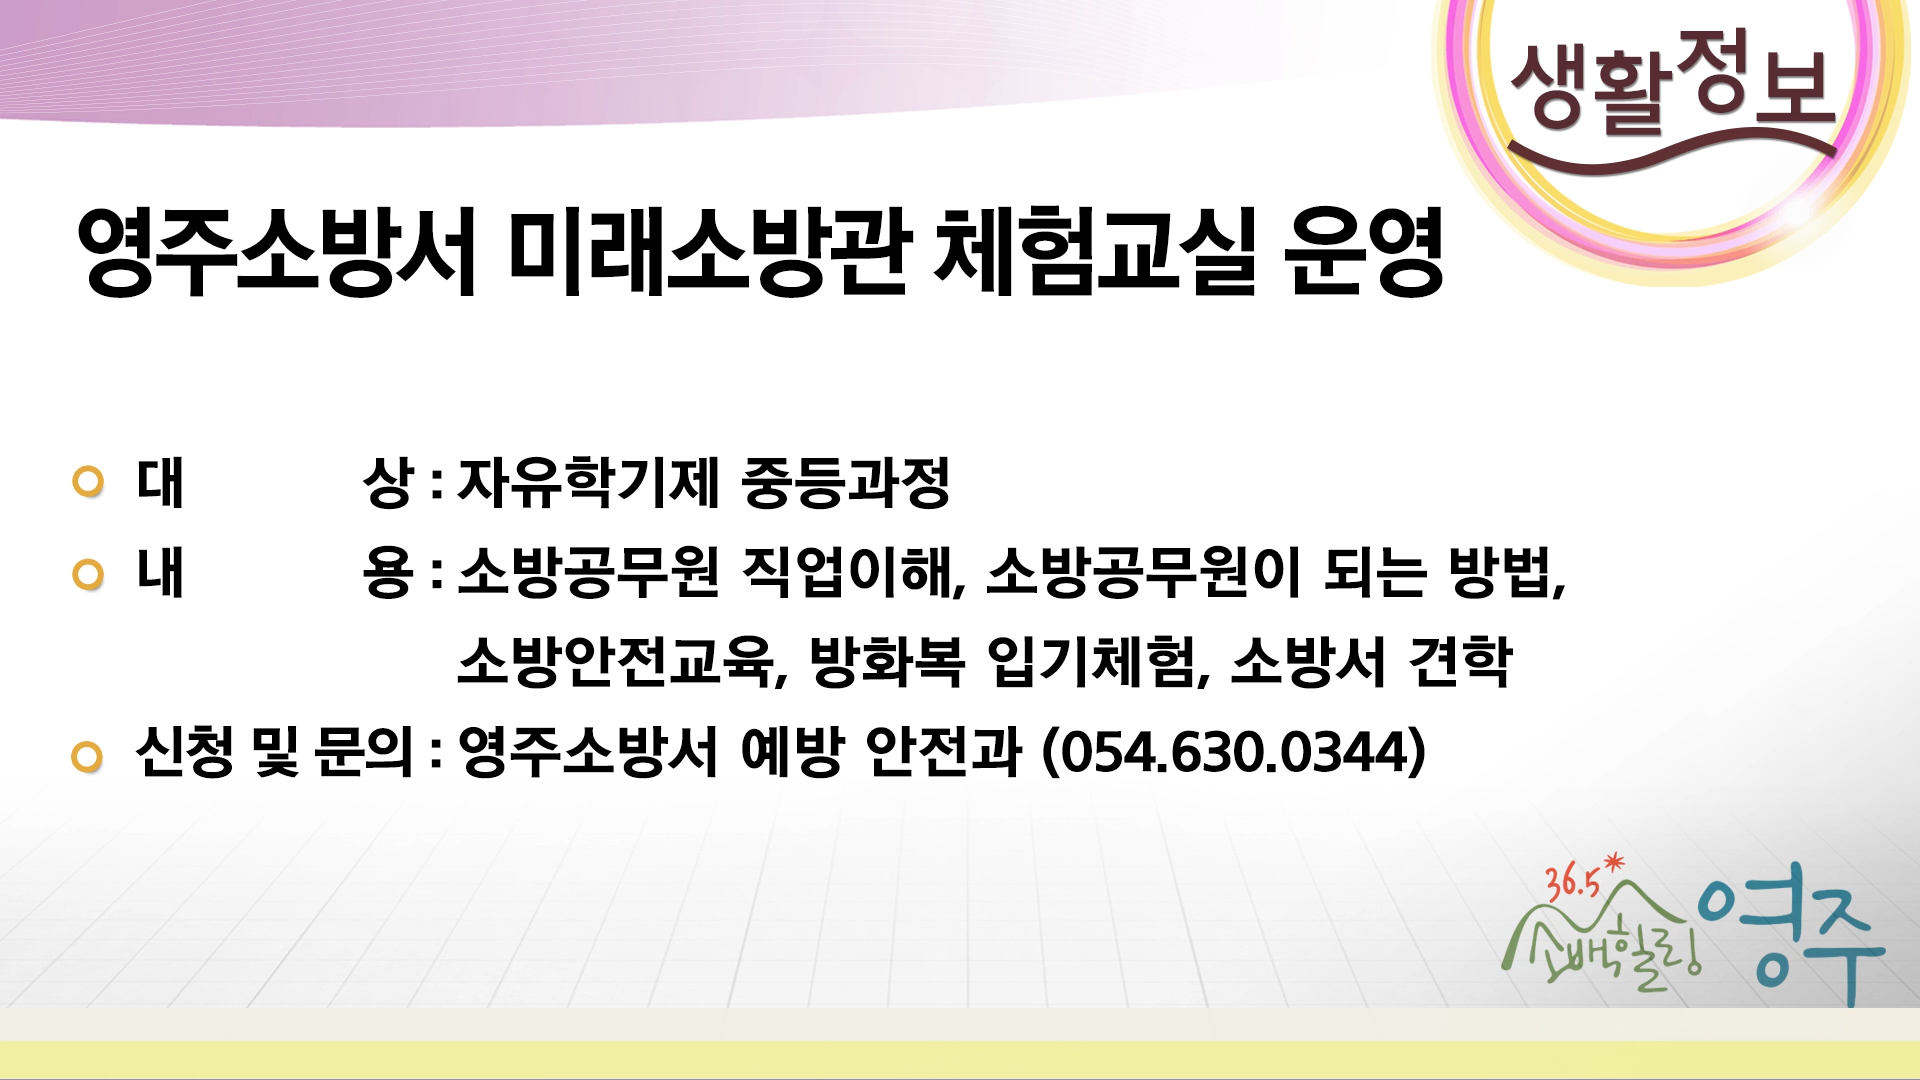 생활정보
영주소방서 미래소방관 체험교실 운영
대 상 : 자유학기제 중등과정
내 용 : 소방공무원 직업이해, 소방공무원이 되는 방법,
소방안전교육, 방화복 입기체험, 소방서 견학
신청 및 문의 : 영주소방서 예방 안전과 (054.630.0344)
36.5
소백힐링 영주